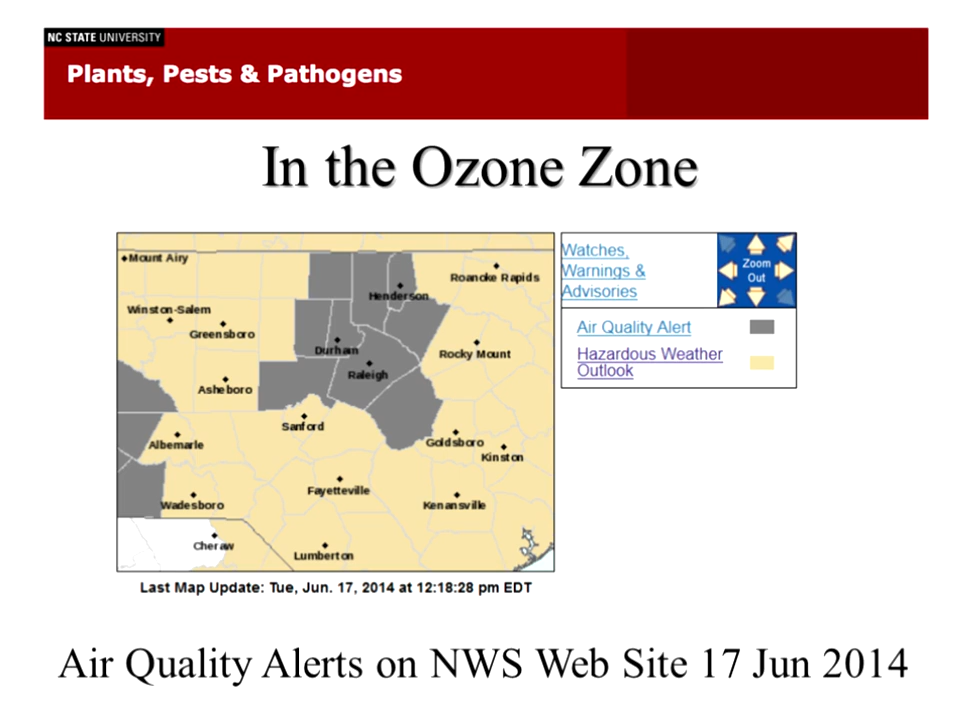 NC STATE UNIVERSITY
Plants, Pests & Pathogens
In the Ozone Zone
Mount Airy
Roanoke Rapids
Henderson
Winston-Salem
Greensboro
Durham
Rocky Mount
Raleigh
Asheboro
Sanford
Albemarle
Goldsboro
Kinston
Fayetteville
Wadesboro
Kenansville
Cheraw
Lumberton
Watches,
Warnings &
Advisories
Zoom
Out
Air Quality Alert
Hazardous Weather
Outlook
Last Map Update: Tue, Jun. 17, 2014 at 12:18:28 pm EDT
Air Quality Alerts on NWS Web Site 17 Jun 2014